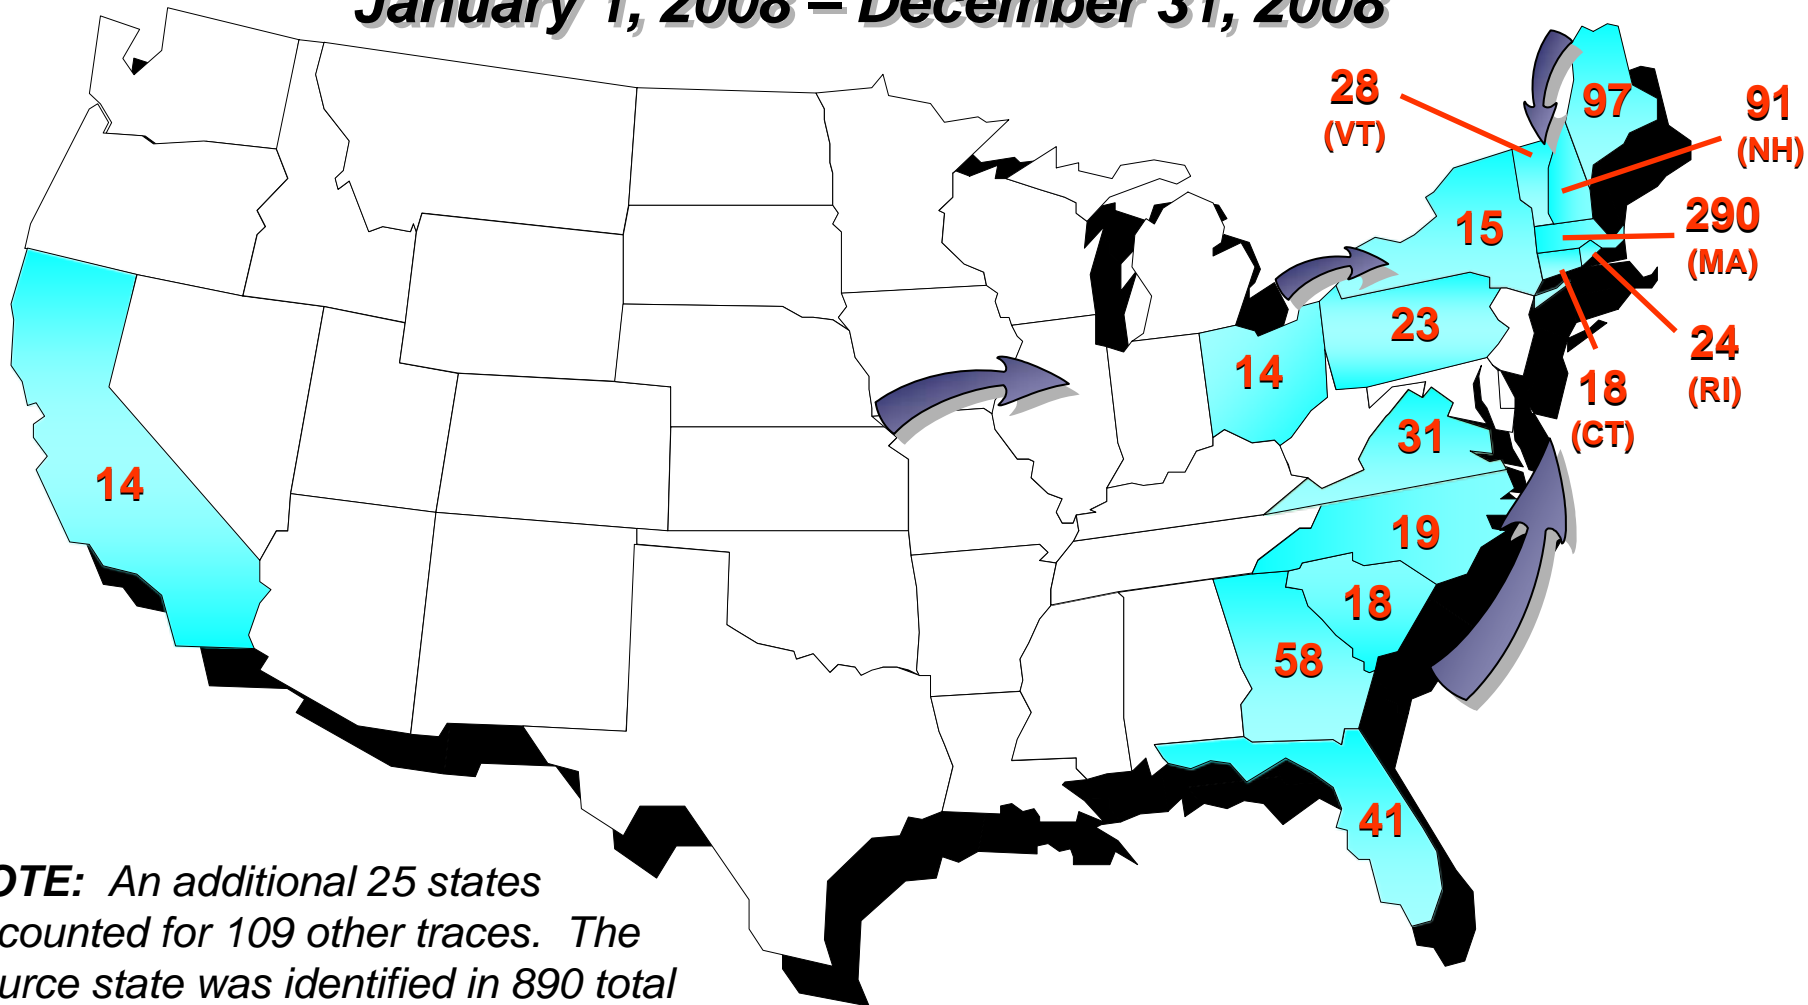 January 1, 2008 – December 31, 2008
28
(VT)
97
91
(NH)
15
290
(MA)
23
24
(RI)
14
18
(CT)
31
14
19
18
58
41
OTE: An additional 25 states
counted for 109 other traces. The
urce state was identified in 890 total